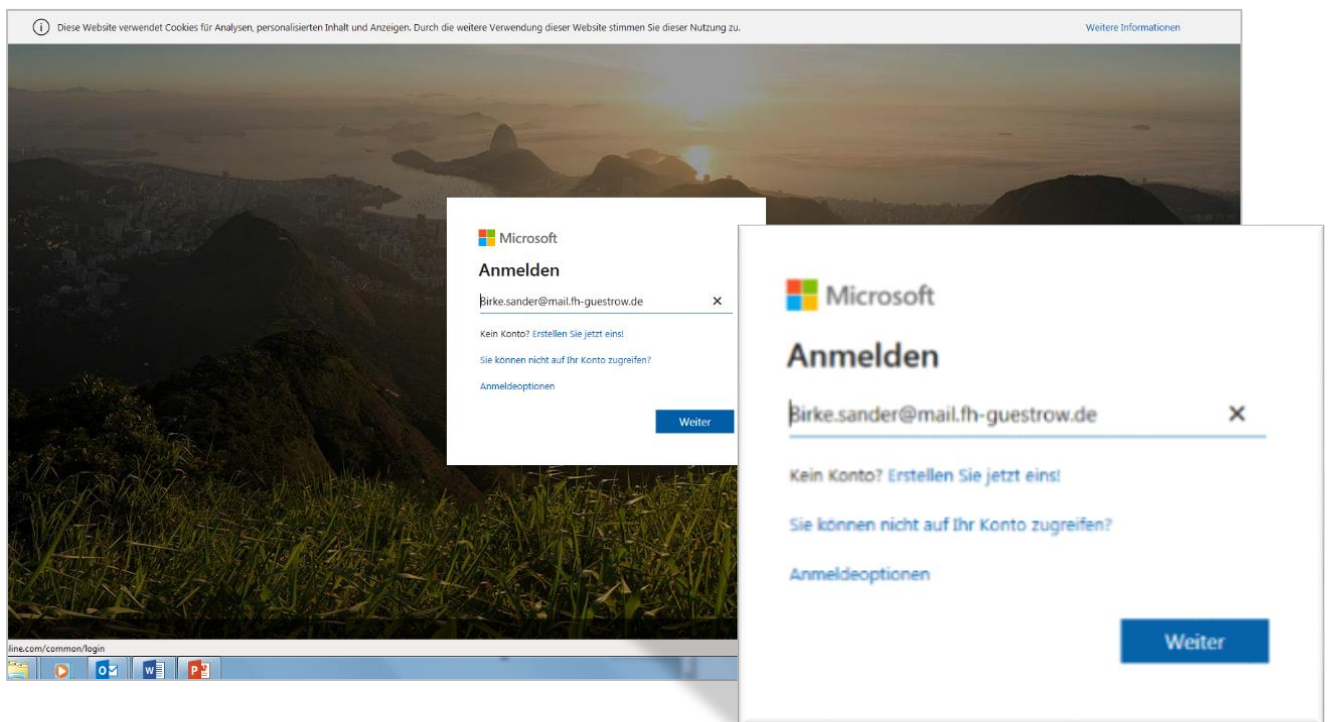 Diese Website verwendet Cookies für Analysen, personalisierten Inhalt und Anzeigen. Durch die weitere Verwendung dieser Website stimmen Sie dieser Nutzung zu.
Weitere Informationen
Microsoft
Anmelden
Birke.sander@mail.fh-guestrow.de
Kein Konto? Erstellen Sie jetzt eins!
Sie können nicht auf Ihr Konto zugreifen?
Anmeldeoptionen
Weiter
Microsoft
Anmelden
Birke.sander@mail.fh-guestrow.de
Kein Konto? Erstellen Sie jetzt eins!
Sie können nicht auf Ihr Konto zugreifen?
Anmeldeoptionen
Weiter
line.com/common/login